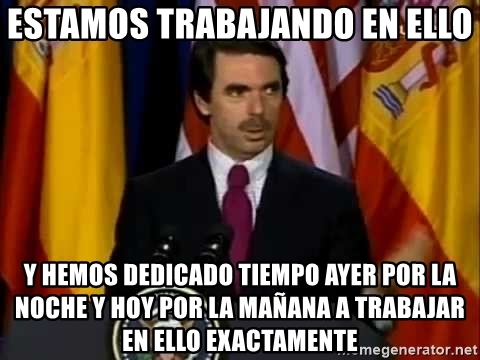 ESTAMOS TRABAJANDO EN ELLO
Y HEMOS DEDICADO TIEMPO AYER POR LA
NOCHE Y HOY POR LA MAÑANA A TRABAJAR
EN ELLO EXACTAMENTE
memegenerator.net